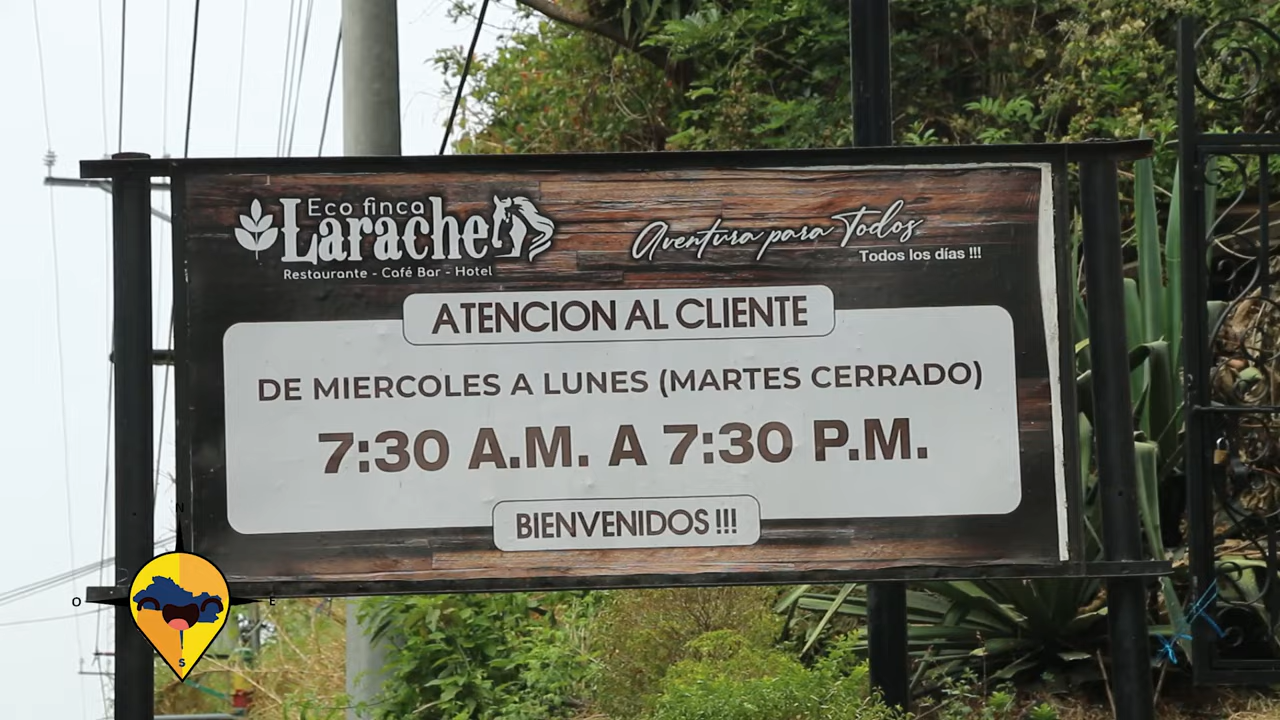 Eco finca
Larache
Restaurante - Café Bar - Hotel
Aventura para Todos
Todos los días !!!
ATENCION AL CLIENTE
DE MIERCOLES A LUNES (MARTES CERRADO)
7:30 A.M. A 7:30 P.M.
BIENVENIDOS !!!
N
O
E
S